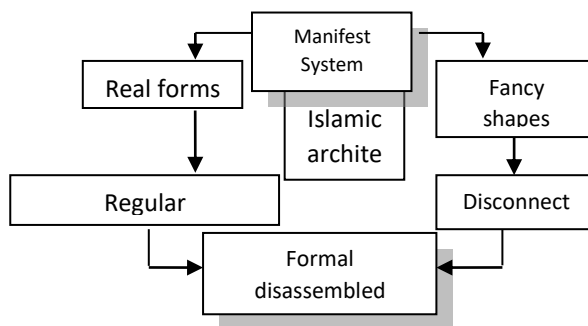 Manifest
System
Real forms
Fancy
shapes
Islamic
archite
Regular
Disconnect
Formal
disassembled